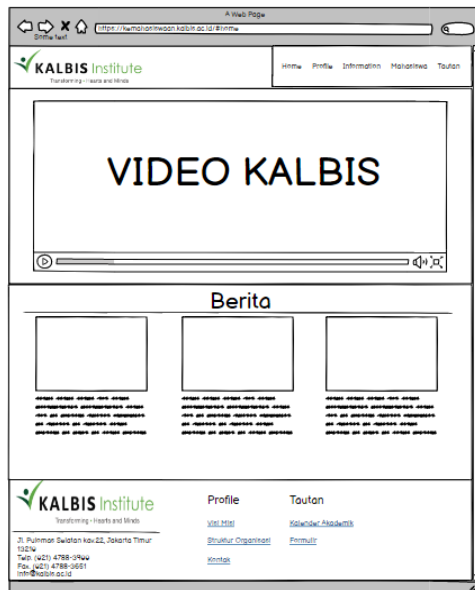 A Web Page
https://kemahasiswaan.kalbis.ac.id/#home
Some text
KALBIS Institute
Transforming - Hearts and Minds
Home Profile Information Mahasiswa Tautan
VIDEO KALBIS
Berita
KALBIS Institute
Transforming - Hearts and Minds
Profile Tautan
Visi Misi Kalender Akademik
Struktur Organisasi Formulir
Kontak
Jl. Pulomas Selatan kav.22, Jakarta Timur
13210
Telp. (021) 4788-3900
Fax. (021) 4788-3651
info@kalbis.ac.id